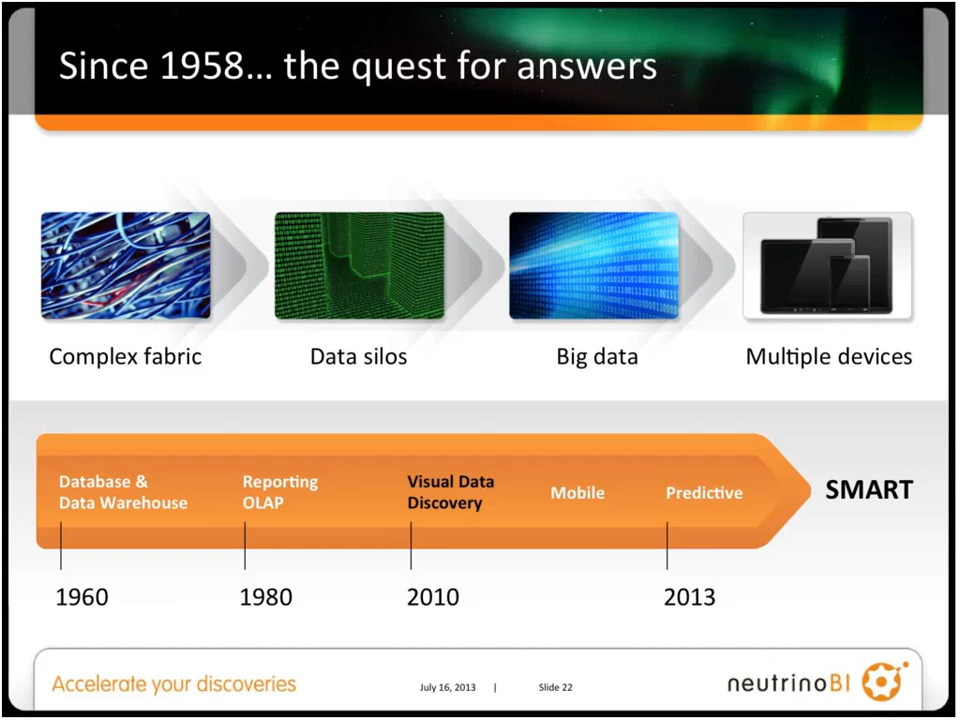 Since 1958… the quest for answers
Complex fabric
Data silos
Big data
Multiple devices
Database &
Data Warehouse
Reporting
OLAP
Visual Data
Discovery
Mobile
Predictive
SMART
1960
1980
2010
2013
Accelerate your discoveries
July 16, 2013 | Slide 22
neutrinoBI